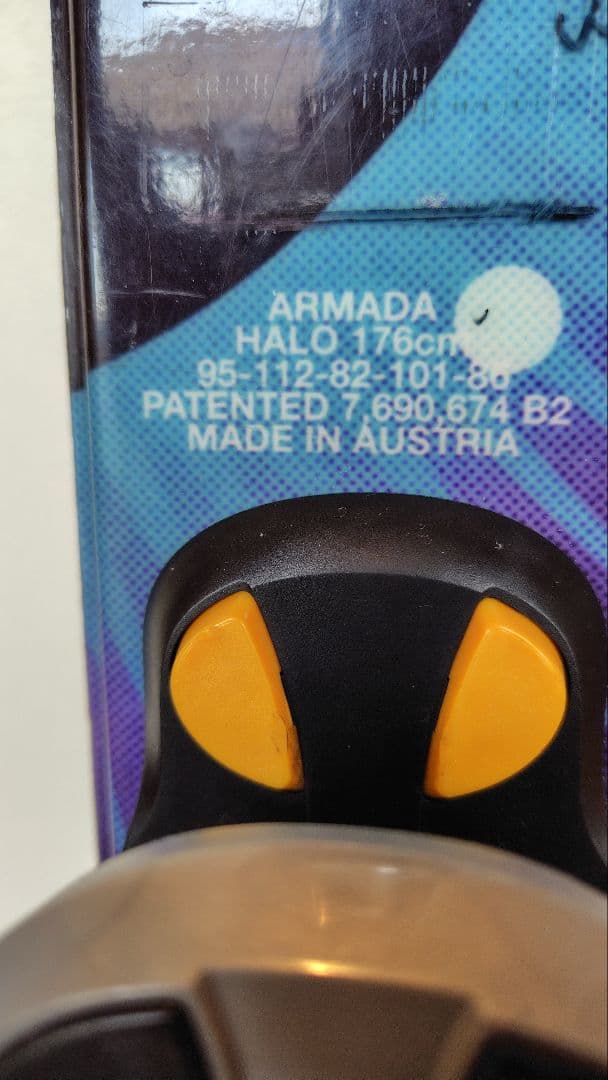 ARMADA
HALO 176cm
95-112-82-101-86
PATENTED 7,690,674 B2
MADE IN AUSTRIA